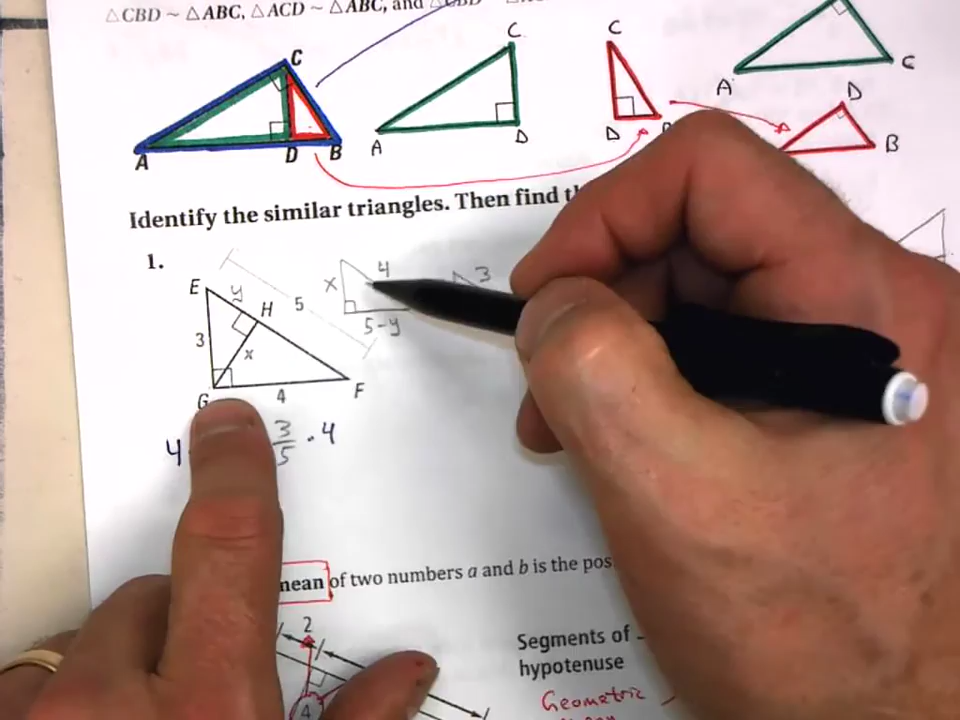 △CBD ~ △ABC, △ACD ~ △ABC, and
C
A
D
B
C
A
D
C
D
A
C
D
B
Identify the similar triangles. Then find
1.
E
y
H
5
3
x
G
4
F
x
4
5-y
3
4
3/5 · 4
mean of two numbers a and b is the pos
2
4
Segments of
hypotenuse
Geometric